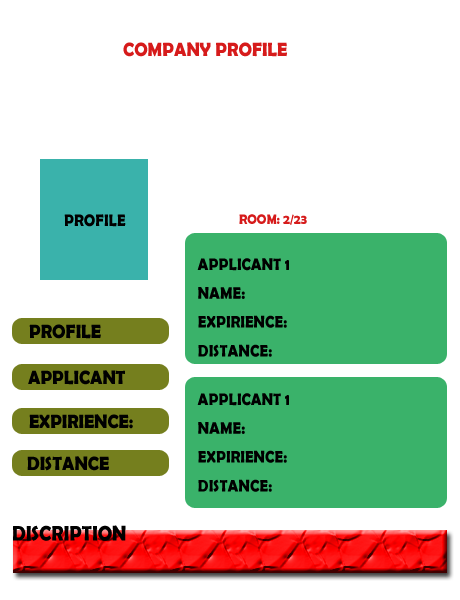 COMPANY PROFILE
PROFILE
ROOM: 2/23
APPLICANT 1
NAME:
EXPIRIENCE:
DISTANCE:
PROFILE
APPLICANT
EXPIRIENCE:
DISTANCE
APPLICANT 1
NAME:
EXPIRIENCE:
DISTANCE:
DISCRIPTION